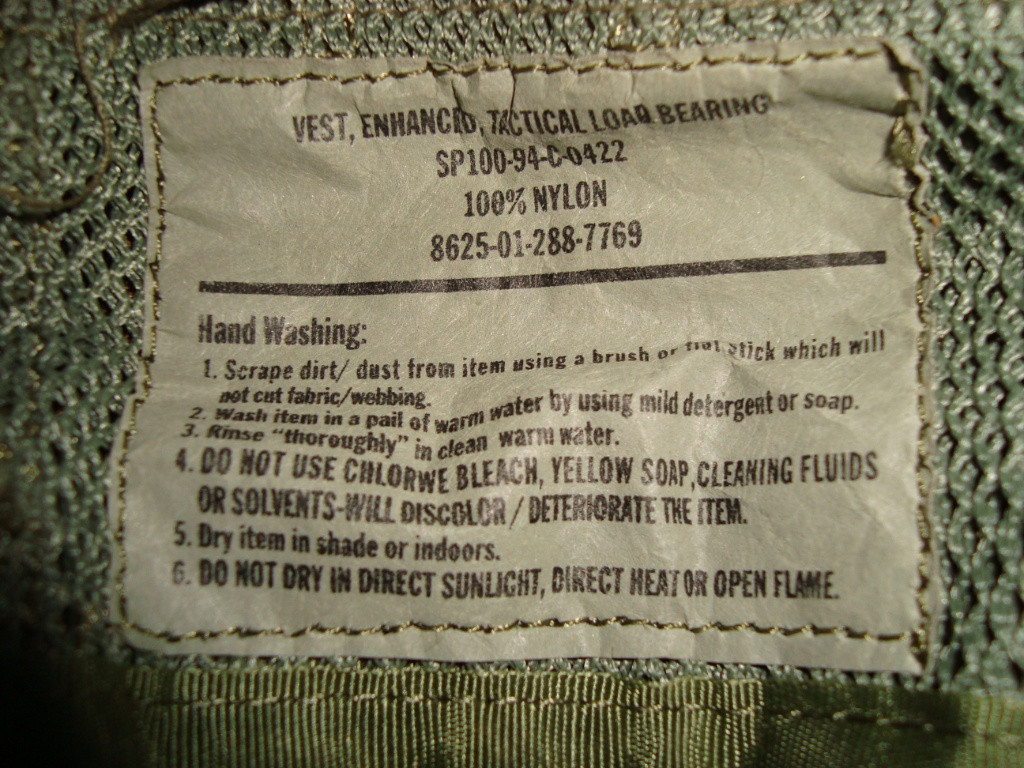 VEST, ENHANCED, TACTICAL LOAD BEARING
SP100-94-C-0422
100% NYLON
8625-01-288-7769
Hand Washing:
1. Scrape dirt/ dust from item using a brush or flat stick which will
not cut fabric/webbing.
2. Wash item in a pail of warm water by using mild detergent or soap.
3. Rinse "thoroughly" in clean warm water.
4. DO NOT USE CHLORINE BLEACH, YELLOW SOAP, CLEANING FLUIDS
OR SOLVENTS-WILL DISCOLOR / DETERIORATE THE ITEM.
5. Dry item in shade or indoors.
6. DO NOT DRY IN DIRECT SUNLIGHT, DIRECT HEAT OR OPEN FLAME.